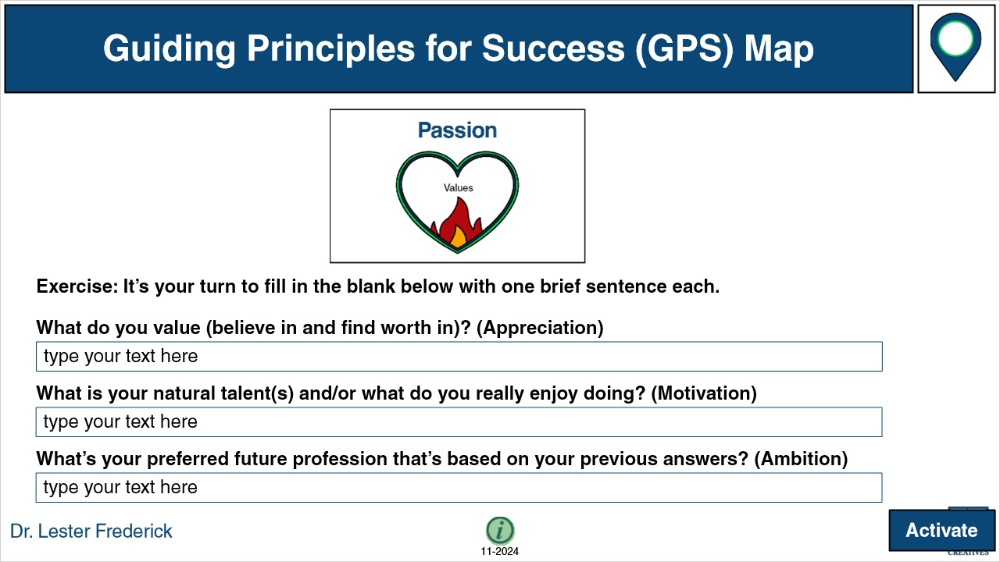 Guiding Principles for Success (GPS) Map
Passion
Values
Exercise: It’s your turn to fill in the blank below with one brief sentence each.
What do you value (believe in and find worth in)? (Appreciation)
type your text here
What is your natural talent(s) and/or what do you really enjoy doing? (Motivation)
type your text here
What’s your preferred future profession that’s based on your previous answers? (Ambition)
type your text here
Dr. Lester Frederick
i
11-2024
Activate
CREATIVES